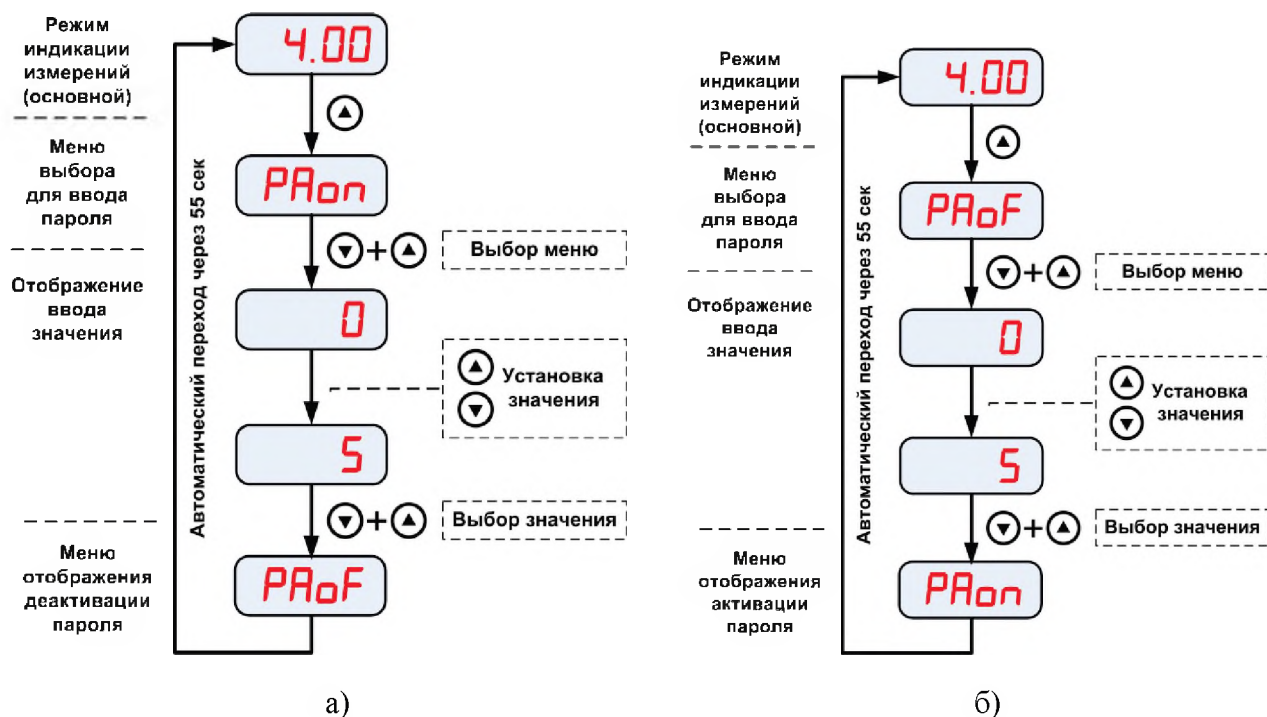 Режим
индикации
измерений
(основной)
Меню
выбора
для ввода
пароля
Отображение
ввода
значения
Меню
отображения
деактивации
пароля
Автоматический переход через 55 сек
4.00
PAon
+
Выбор меню
0
Установка
значения
5
+
Выбор значения
PAoF
а)
Режим
индикации
измерений
(основной)
Меню
выбора
для ввода
пароля
Отображение
ввода
значения
Меню
отображения
активации
пароля
Автоматический переход через 55 сек
4.00
PAoF
+
Выбор меню
0
Установка
значения
5
+
Выбор значения
PAon
б)